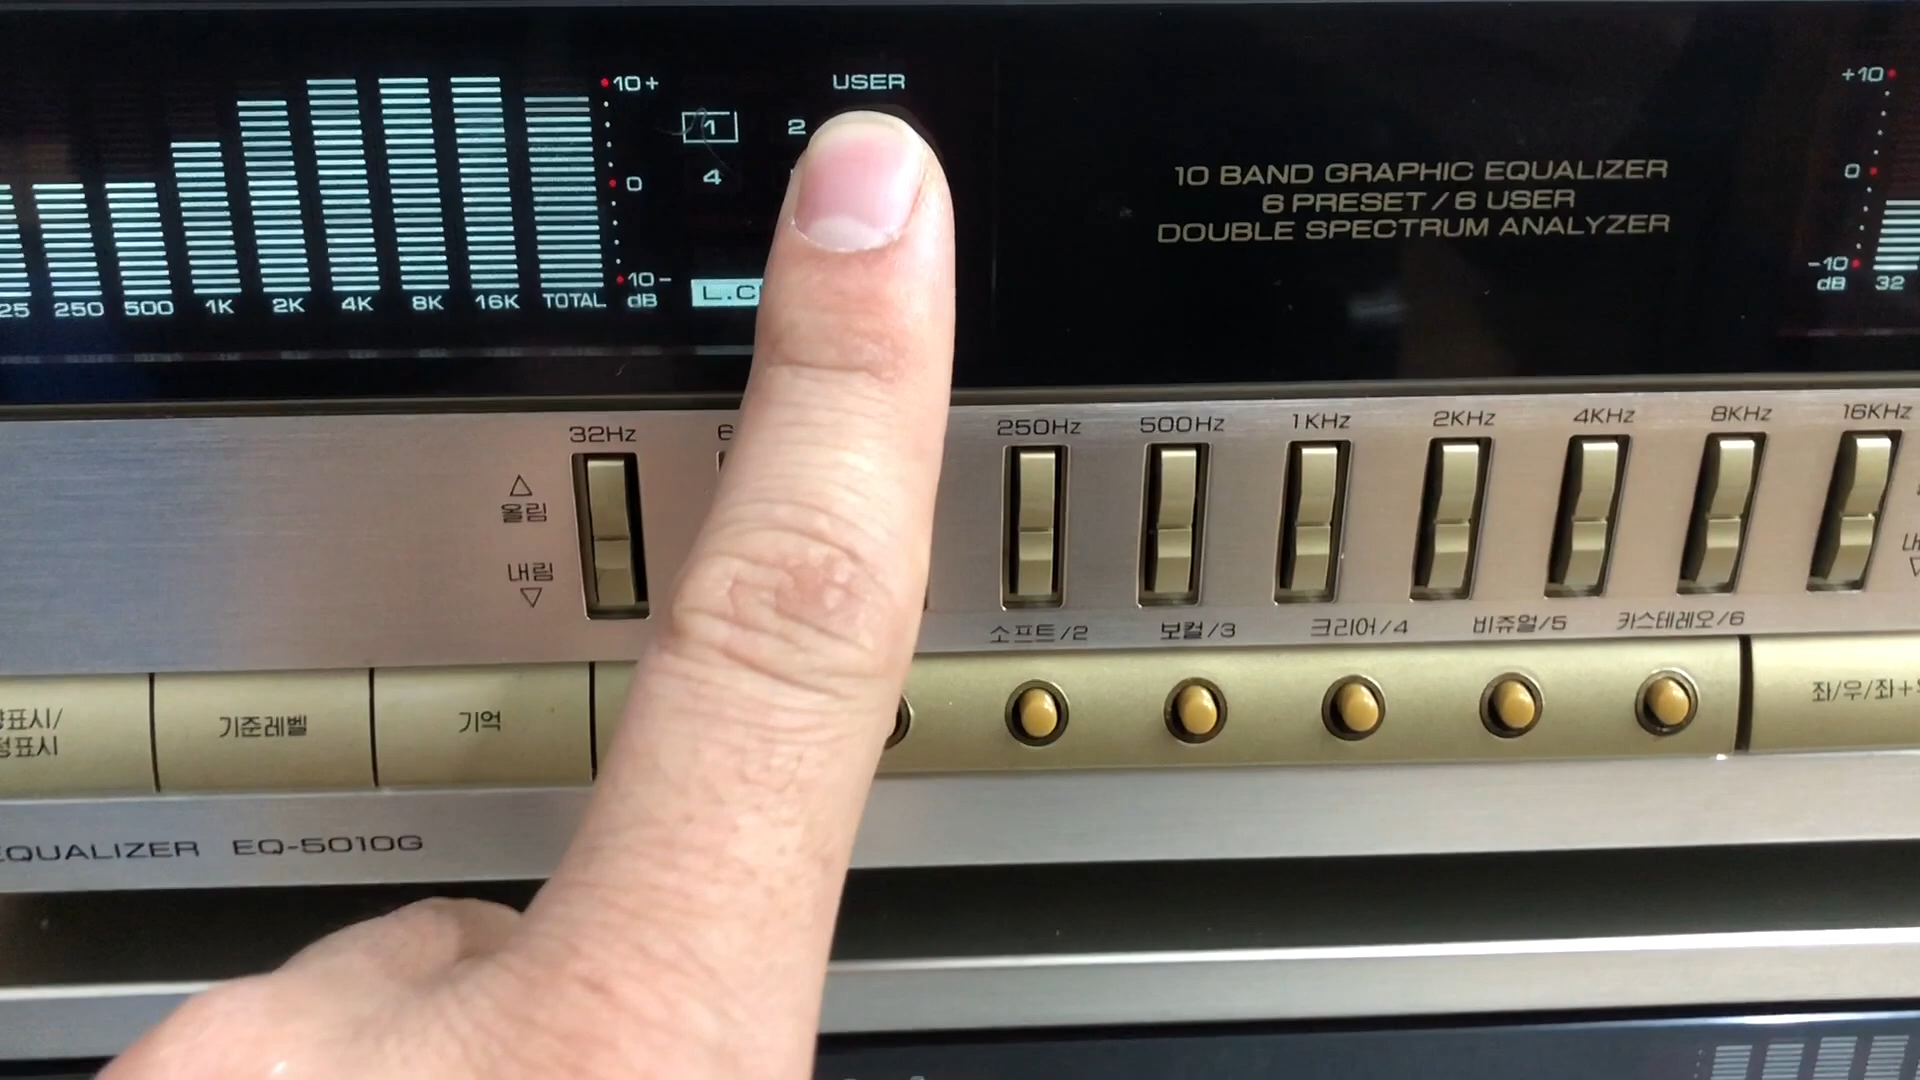 USER
10+
0
10-
dB
1 2
4
250 500 1K 2K 4K 8K 16K TOTAL
10 BAND GRAPHIC EQUALIZER
6 PRESET / 6 USER
DOUBLE SPECTRUM ANALYZER
+10
0
-10
dB 32
32Hz 250Hz 500Hz 1KHz 2KHz 4KHz 8KHz 16KHz
올림
내림
소프트/2 보컬/3 크리어/4 비쥬얼/5 카스테레오/6
기준레벨 기억
EQUALIZER EQ-5010G